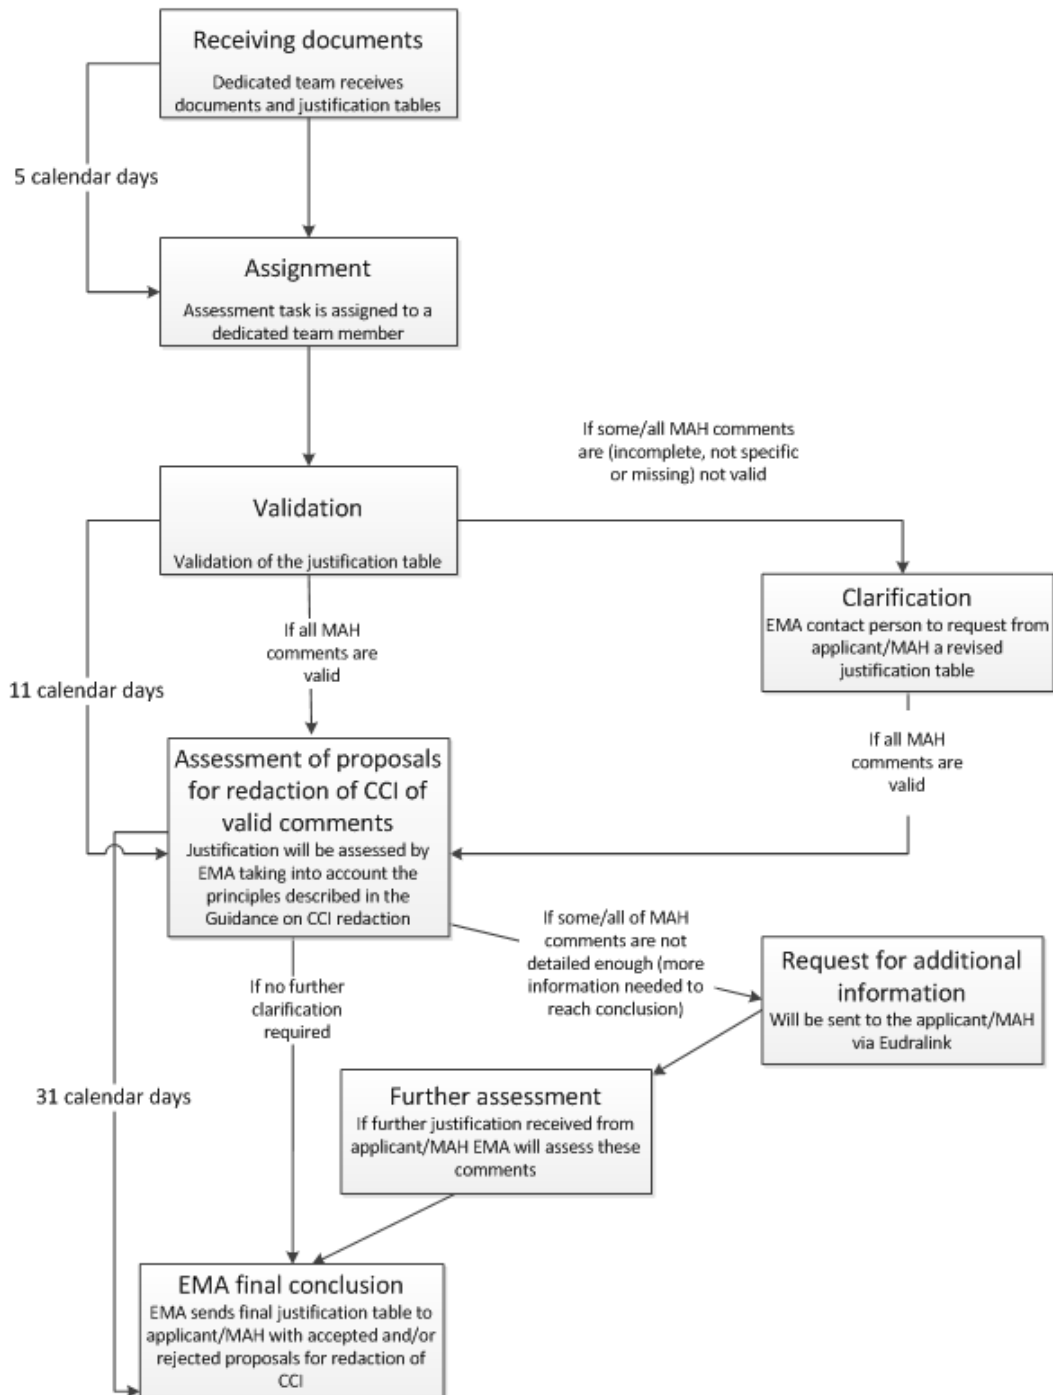 Receiving documents
Dedicated team receives
documents and justification tables
5 calendar days
Assignment
Assessment task is assigned to a
dedicated team member
If some/all MAH comments
are (incomplete, not specific
or missing) not valid
Validation
Validation of the justification table
Clarification
EMA contact person to request from
applicant/MAH a revised
justification table
If all MAH
comments are
valid
11 calendar days
If all MAH
comments are
valid
Assessment of proposals
for redaction of CCI of
valid comments
Justification will be assessed by
EMA taking into account the
principles described in the
Guidance on CCI redaction
If some/all of MAH
comments are not
detailed enough (more
information needed to
reach conclusion)
Request for additional
information
Will be sent to the applicant/MAH
via Eudralink
If no further
clarification
required
31 calendar days
Further assessment
If further justification received from
applicant/MAH EMA will assess these
comments
EMA final conclusion
EMA sends final justification table to
applicant/MAH with accepted and/or
rejected proposals for redaction of
CCI